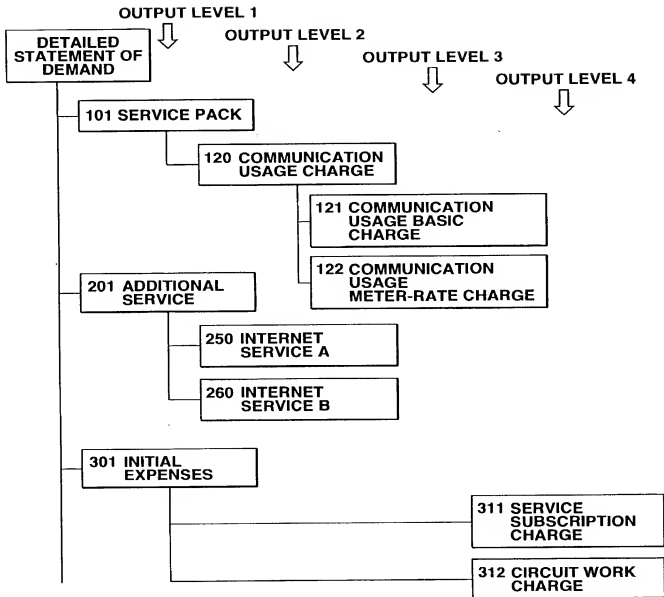 OUTPUT LEVEL 1
OUTPUT LEVEL 2
OUTPUT LEVEL 3
OUTPUT LEVEL 4
DETAILED
STATEMENT OF
DEMAND
101 SERVICE PACK
120 COMMUNICATION
USAGE CHARGE
121 COMMUNICATION
USAGE BASIC
CHARGE
122 COMMUNICATION
USAGE
METER-RATE CHARGE
201 ADDITIONAL
SERVICE
250 INTERNET
SERVICE A
260 INTERNET
SERVICE B
301 INITIAL
EXPENSES
311 SERVICE
SUBSCRIPTION
CHARGE
312 CIRCUIT WORK
CHARGE